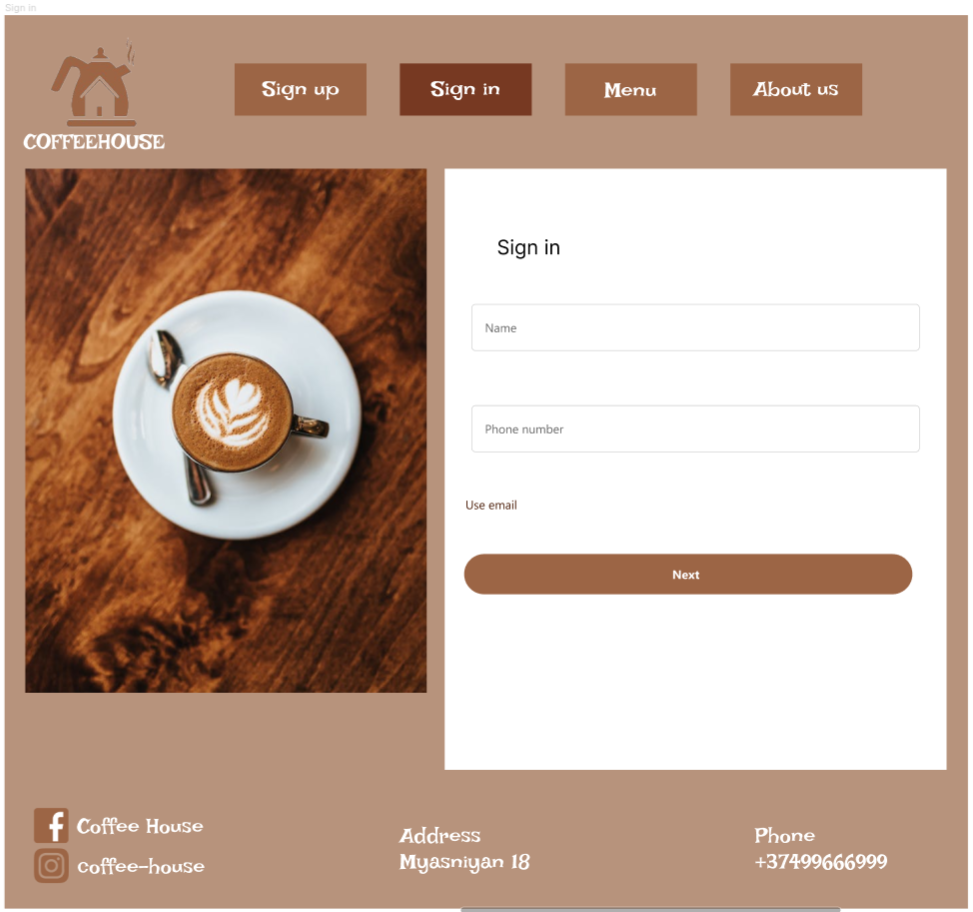 Sign in
COFFEEHOUSE
Sign up
Sign in
Menu
About us
Sign in
Name
Phone number
Use email
Next
Coffee House
coffee-house
Address
Myasniyan 18
Phone
+37499666999